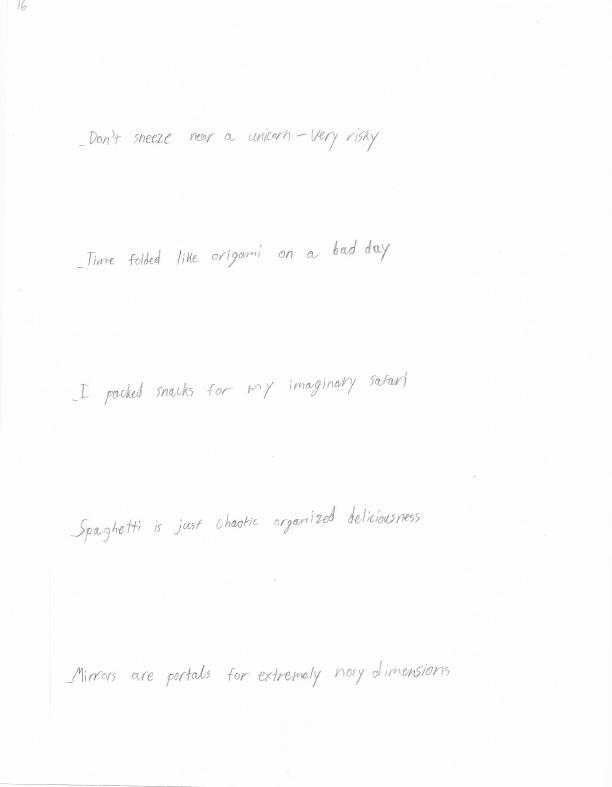 16
_Don't sneeze near a unicorn - Very risky
_Time folded like origami on a bad day
_I packed snacks for my imaginary safari
_Spaghetti is just chaotic organized deliciousness
_Mirrors are portals for extremely nosy dimensions